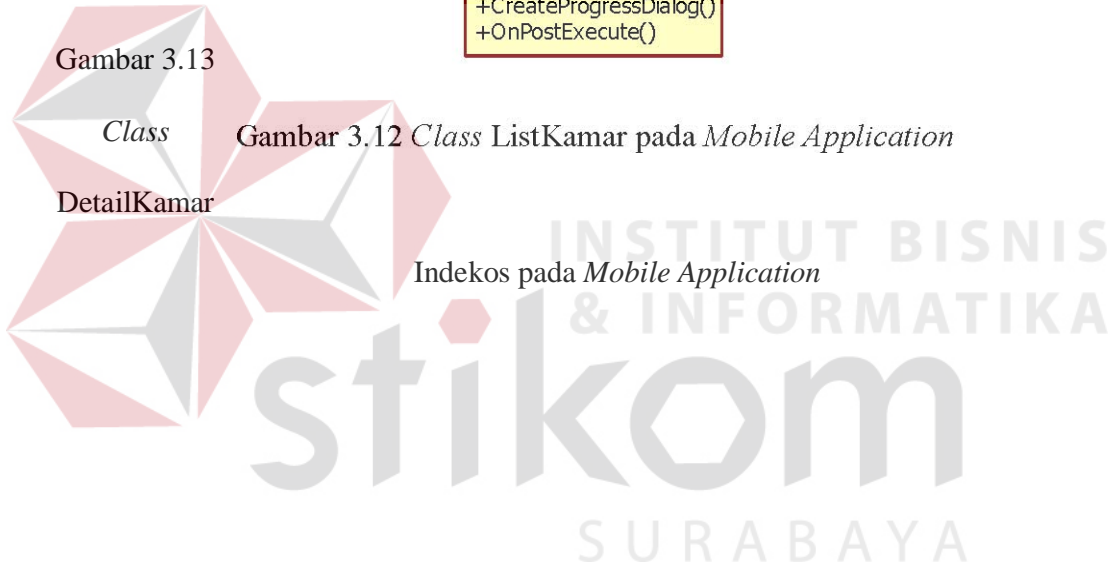 +CreateProgressDialog()
+OnPostExecute()
Gambar 3.13
Class
Gambar 3.12 Class ListKamar pada Mobile Application
DetailKamar
Indekos pada Mobile Application
INSTITUT BISNIS
& INFORMATIKA
stikom
SURABAYA